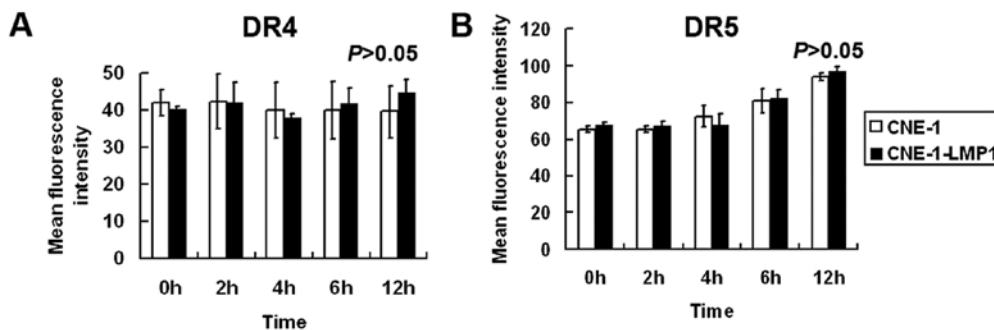 A
DR4
P>0.05
Mean fluorescence
intensity
50
40
30
20
10
0
0h 2h 4h 6h 12h
Time
B
DR5
P>0.05
Mean fluorescence intensity
120
100
80
60
40
20
0
0h 2h 4h 6h 12h
Time
CNE-1
CNE-1-LMP1